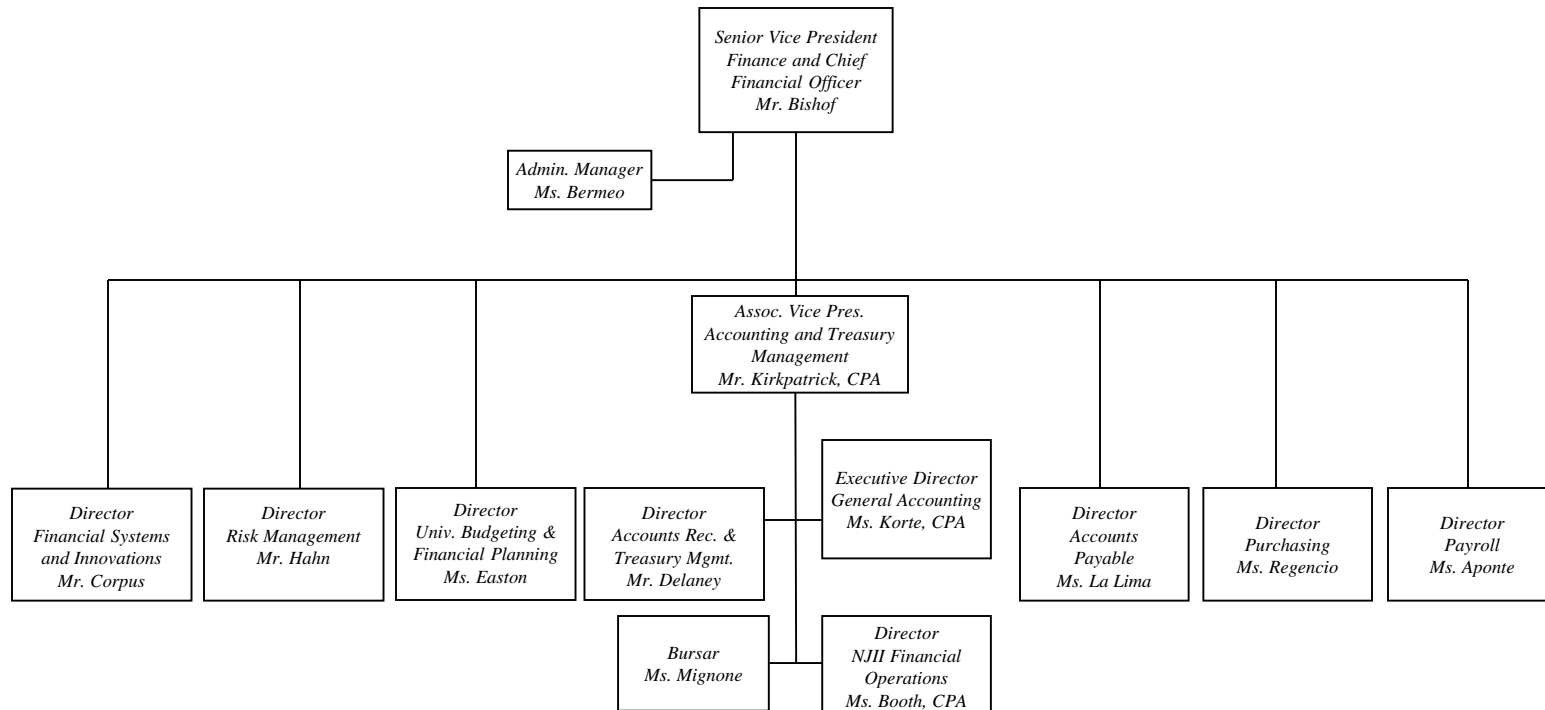 Senior Vice President
Finance and Chief
Financial Officer
Mr. Bishof
Admin. Manager
Ms. Bermeo
Assoc. Vice Pres.
Accounting and Treasury
Management
Mr. Kirkpatrick, CPA
Director
Financial Systems
and Innovations
Mr. Corpus
Director
Risk Management
Mr. Hahn
Director
Univ. Budgeting &
Financial Planning
Ms. Easton
Director
Accounts Rec. &
Treasury Mgmt.
Mr. Delaney
Executive Director
General Accounting
Ms. Korte, CPA
Director
Accounts
Payable
Ms. La Lima
Director
Purchasing
Ms. Regencio
Director
Payroll
Ms. Aponte
Bursar
Ms. Mignone
Director
NJII Financial
Operations
Ms. Booth, CPA